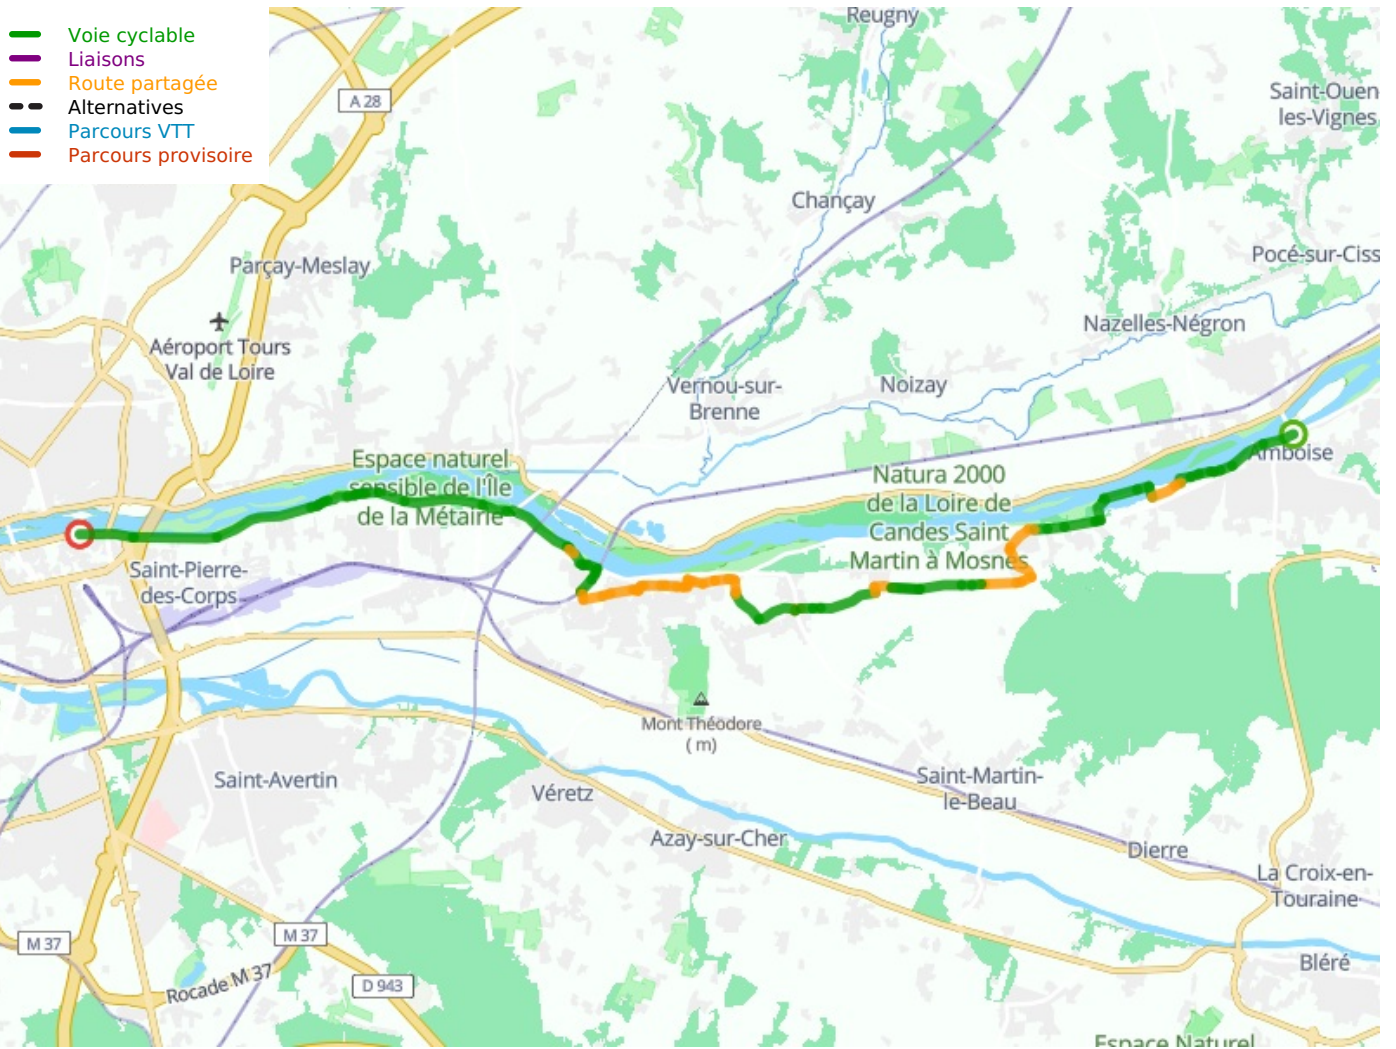 Voie cyclable
Liaisons
Route partagée
Alternatives
Parcours VTT
Parcours provisoire
Reugny
A 28
Saint-Ouen-
les-Vignes
Chançay
Pocé-sur-Ciss
Parçay-Meslay
Nazelles-Négron
Aéroport Tours
Val de Loire
Vernou-sur-
Brenne
Noizay
Amboise
Espace naturel
sensible de l'Île
de la Métairie
Natura 2000
de la Loire de
Candes Saint
Martin à Mosnes
Saint-Pierre-
des-Corps
Mont Théodore
( m)
Saint-Avertin
Véretz
Saint-Martin-
le-Beau
Azay-sur-Cher
Dierre
La Croix-en-
Touraine
M 37
M 37
Bléré
Rocade M 37
D 943
Espace Naturel